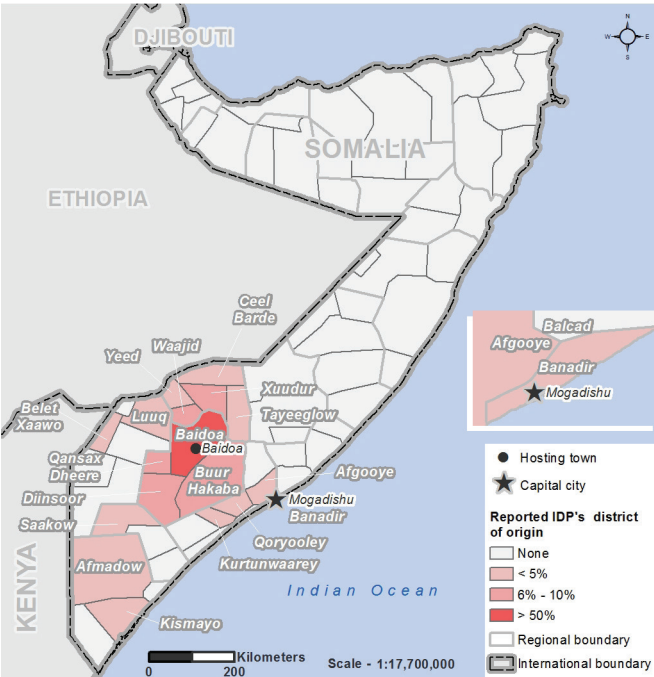 DJIBOUTI
N
W
E
S
SOMALIA
ETHIOPIA
Ceel
Barde
Waajid
Yeed
Xuudur
Belet
Xaawo
Luuq
Tayeeglow
Baidoa
Baidoa
Qansax
Dheere
Buur
Hakaba
Afgooye
Diinsoor
Mogadishu
Banadir
Saakow
Qoryooley
Kurtunwaarey
Afmadow
Kismayo
KENYA
Indian Ocean
Balcad
Afgooye
Banadir
Mogadishu
Hosting town
Capital city
Reported IDP's district
of origin
None
< 5%
6% - 10%
> 50%
Regional boundary
International boundary
Kilometers
0 200
Scale - 1:17,700,000